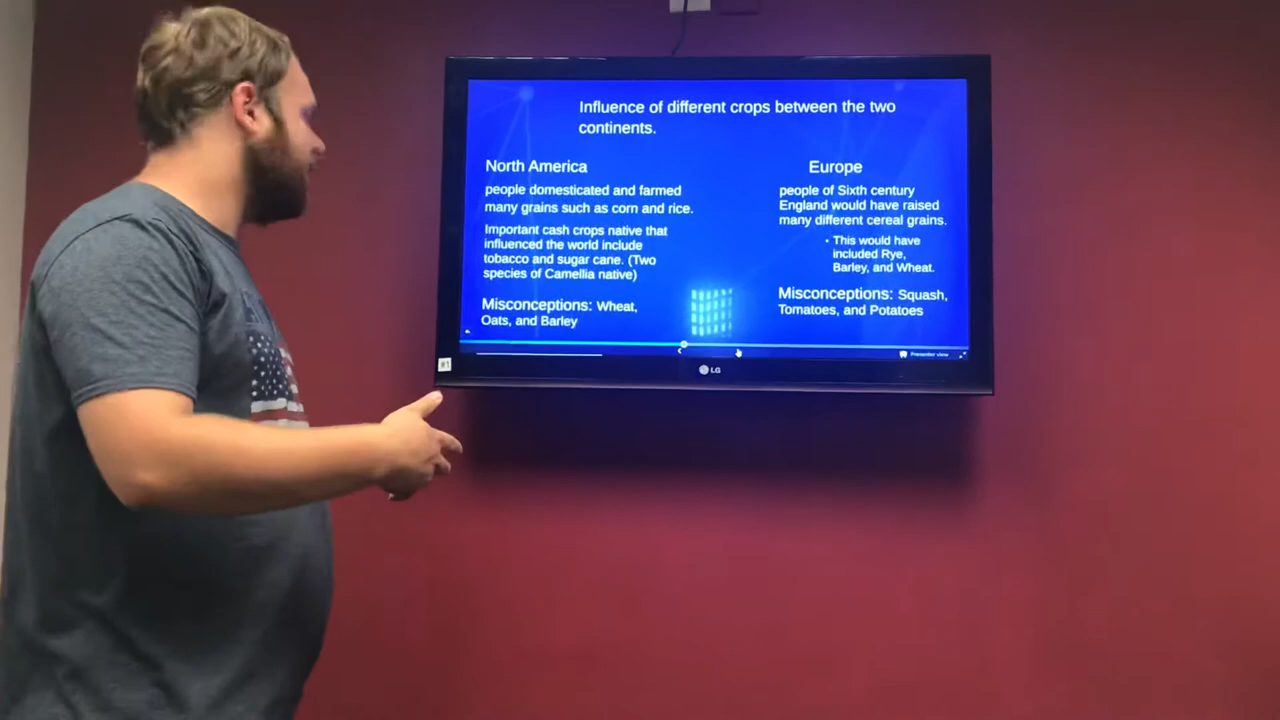 Influence of different crops between the two
continents.
North America
people domesticated and farmed
many grains such as corn and rice.
Important cash crops native that
influenced the world include
tobacco and sugar cane. (Two
species of Camellia native)
Misconceptions: Wheat,
Oats, and Barley
Europe
people of Sixth century
England would have raised
many different cereal grains.
• This would have
included Rye,
Barley, and Wheat.
Misconceptions: Squash,
Tomatoes, and Potatoes
Presenter view
#1
LG